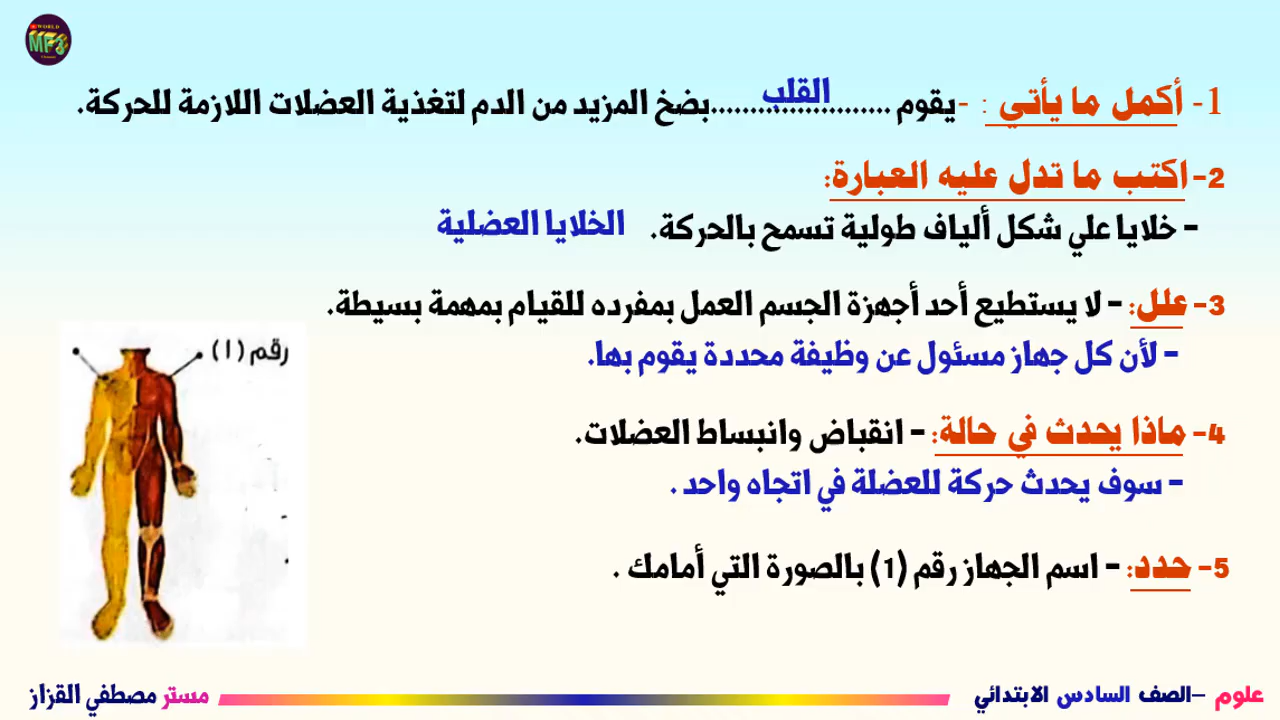 WORLD
MF3
1- أكمل ما يأتي : -يقوم .......القلب.......بضخ المزيد من الدم لتغذية العضلات اللازمة للحركة.
2- اكتب ما تدل عليه العبارة:
- خلايا علي شكل ألياف طولية تسمح بالحركة. الخلايا العضلية
3- علل: - لا يستطيع أحد أجهزة الجسم العمل بمفرده للقيام بمهمة بسيطة.
- لأن كل جهاز مسئول عن وظيفة محددة يقوم بها.
رقم (١)
4- ماذا يحدث في حالة: - انقباض وانبساط العضلات.
- سوف يحدث حركة للعضلة في اتجاه واحد .
5- حدد: - اسم الجهاز رقم (1) بالصورة التي أمامك .
علوم –الصف السادس الابتدائي
مستر مصطفي القزاز